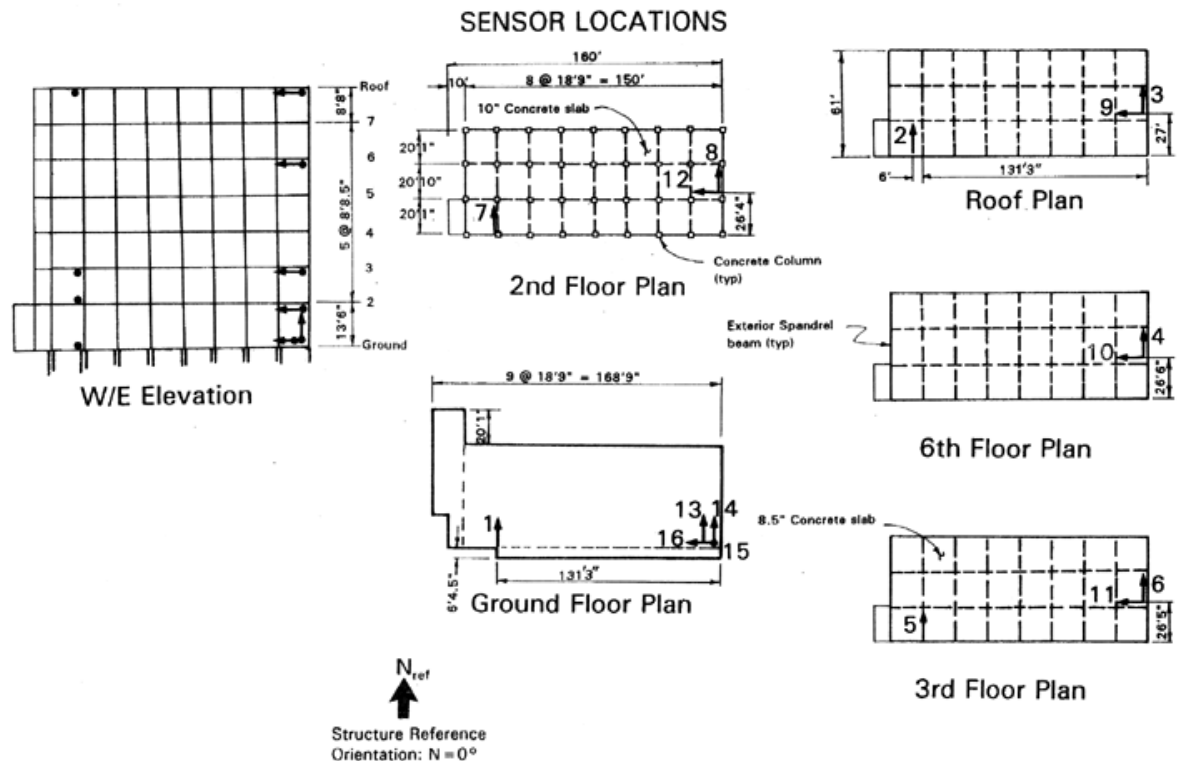 SENSOR LOCATIONS
Roof
8'8"
7
6
5
5 @ 8'8.5"
4
3
2
13'6"
Ground
W/E Elevation
160'
10'
8 @ 18'9" = 150'
10" Concrete slab
20'1"
20'10"
20'1"
8
12
7
26'4"
Concrete Column
(typ)
2nd Floor Plan
9 @ 18'9" = 168'9"
20'1"
1
13
14
16
15
6'4.5"
131'3"
Ground Floor Plan
61'
3
9
2
27'
6'
131'3"
Roof Plan
Exterior Spandrel
beam (typ)
4
10
26'6"
6th Floor Plan
8.5" Concrete slab
6
11
5
26'5"
3rd Floor Plan
Nref
Structure Reference
Orientation: N = 0°